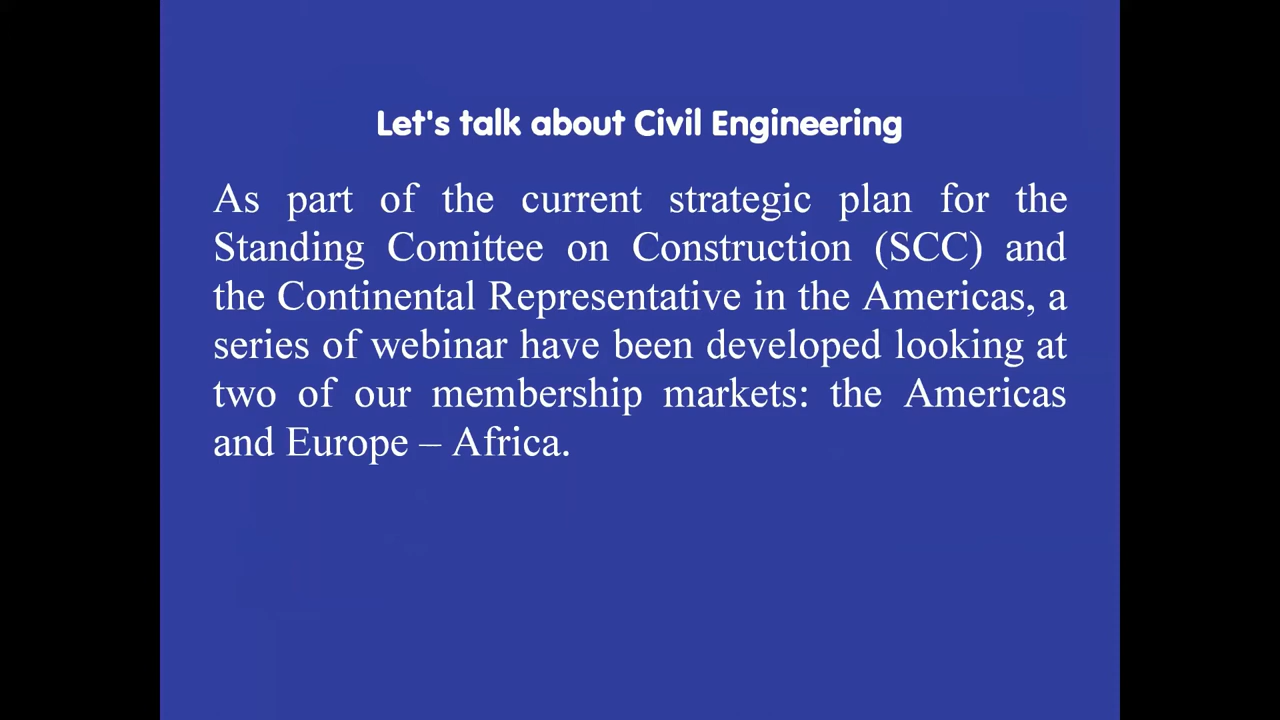 Let's talk about Civil Engineering
As part of the current strategic plan for the
Standing Comittee on Construction (SCC) and
the Continental Representative in the Americas, a
series of webinar have been developed looking at
two of our membership markets: the Americas
and Europe – Africa.